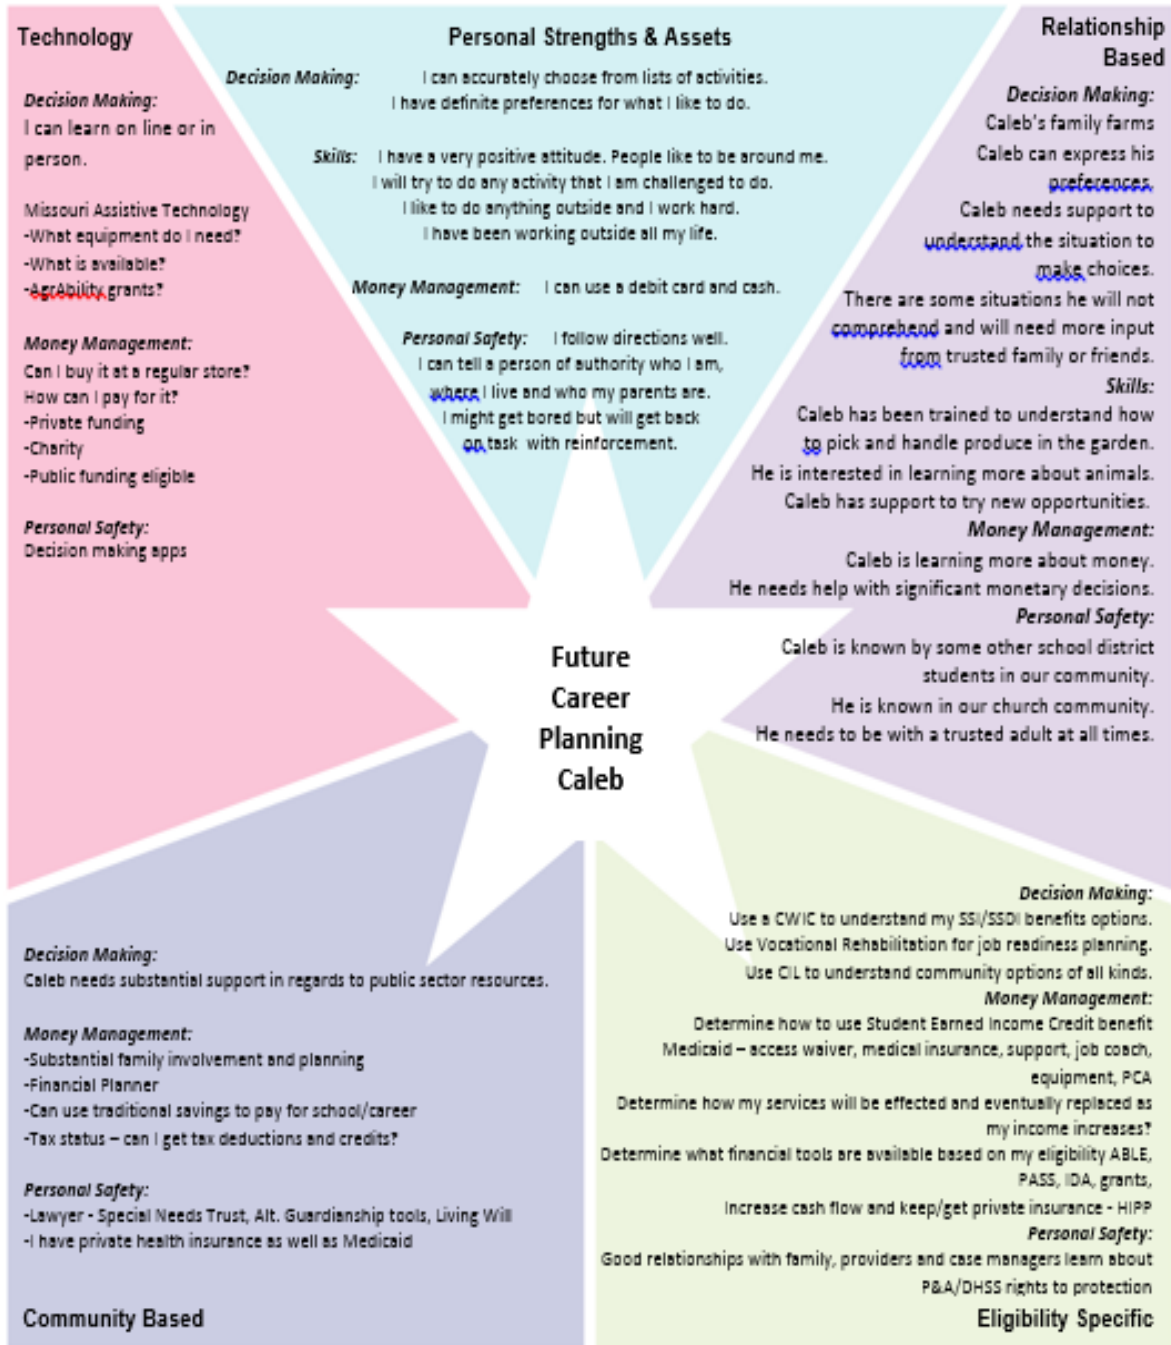 Technology
Decision Making:
I can learn on line or in
person.
Missouri Assistive Technology
-What equipment do I need?
-What is available?
-AgrAbility grants?
Money Management:
Can I buy it at a regular store?
How can I pay for it?
-Private funding
-Charity
-Public funding eligible
Personal Safety:
Decision making apps
Personal Strengths & Assets
Decision Making: I can accurately choose from lists of activities.
I have definite preferences for what I like to do.
Skills: I have a very positive attitude. People like to be around me.
I will try to do any activity that I am challenged to do.
I like to do anything outside and I work hard.
I have been working outside all my life.
Money Management: I can use a debit card and cash.
Personal Safety: I follow directions well.
I can tell a person of authority who I am,
where I live and who my parents are.
I might get bored but will get back
on task with reinforcement.
Relationship
Based
Decision Making:
Caleb's family farms
Caleb can express his
preferences.
Caleb needs support to
understand the situation to
make choices.
There are some situations he will not
comprehend and will need more input
from trusted family or friends.
Skills:
Caleb has been trained to understand how
to pick and handle produce in the garden.
He is interested in learning more about animals.
Caleb has support to try new opportunities.
Money Management:
Caleb is learning more about money.
He needs help with significant monetary decisions.
Personal Safety:
Caleb is known by some other school district
students in our community.
He is known in our church community.
He needs to be with a trusted adult at all times.
Future
Career
Planning
Caleb
Decision Making:
Caleb needs substantial support in regards to public sector resources.
Money Management:
-Substantial family involvement and planning
-Financial Planner
-Can use traditional savings to pay for school/career
-Tax status – can I get tax deductions and credits?
Personal Safety:
-Lawyer - Special Needs Trust, Alt. Guardianship tools, Living Will
-I have private health insurance as well as Medicaid
Community Based
Decision Making:
Use a CWIC to understand my SSI/SSDI benefits options.
Use Vocational Rehabilitation for job readiness planning.
Use CIL to understand community options of all kinds.
Money Management:
Determine how to use Student Earned Income Credit benefit
Medicaid – access waiver, medical insurance, support, job coach,
equipment, PCA
Determine how my services will be effected and eventually replaced as
my income increases?
Determine what financial tools are available based on my eligibility ABLE,
PASS, IDA, grants,
Increase cash flow and keep/get private insurance - HIPP
Personal Safety:
Good relationships with family, providers and case managers learn about
P&A/DHSS rights to protection
Eligibility Specific